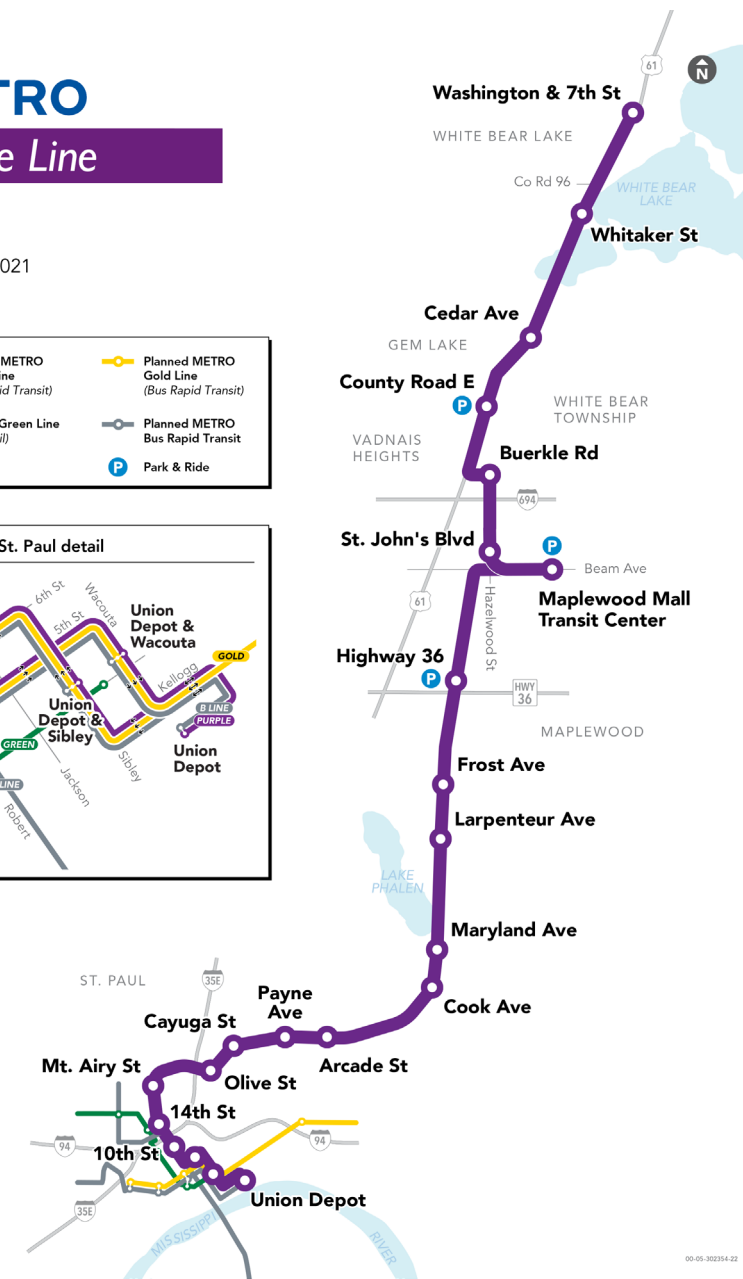 TRO
e Line
021
METRO
ine
id Transit)
Green Line
il)
Planned METRO
Gold Line
(Bus Rapid Transit)
Planned METRO
Bus Rapid Transit
P
Park & Ride
St. Paul detail
6th St
5th St
Wacouta
Union
Depot &
Wacouta
Kellogg
GOLD
B LINE
PURPLE
Union
Depot &
Sibley
GREEN
Union
Depot
Sibley
Jackson
LINE
Robert
61
N
Washington & 7th St
WHITE BEAR LAKE
Co Rd 96
WHITE BEAR
LAKE
Whitaker St
Cedar Ave
GEM LAKE
County Road E
P
WHITE BEAR
TOWNSHIP
VADNAIS
HEIGHTS
Buerkle Rd
694
St. John's Blvd
P
Beam Ave
61
Hazelwood St
Maplewood Mall
Transit Center
Highway 36
P
HWY
36
MAPLEWOOD
Frost Ave
Larpenteur Ave
LAKE
PHALEN
Maryland Ave
ST. PAUL
35E
Cook Ave
Payne
Ave
Cayuga St
Arcade St
Mt. Airy St
Olive St
14th St
94
10th St
94
35E
Union Depot
MISSISSIPPI
RIVER
00-05-302354-22